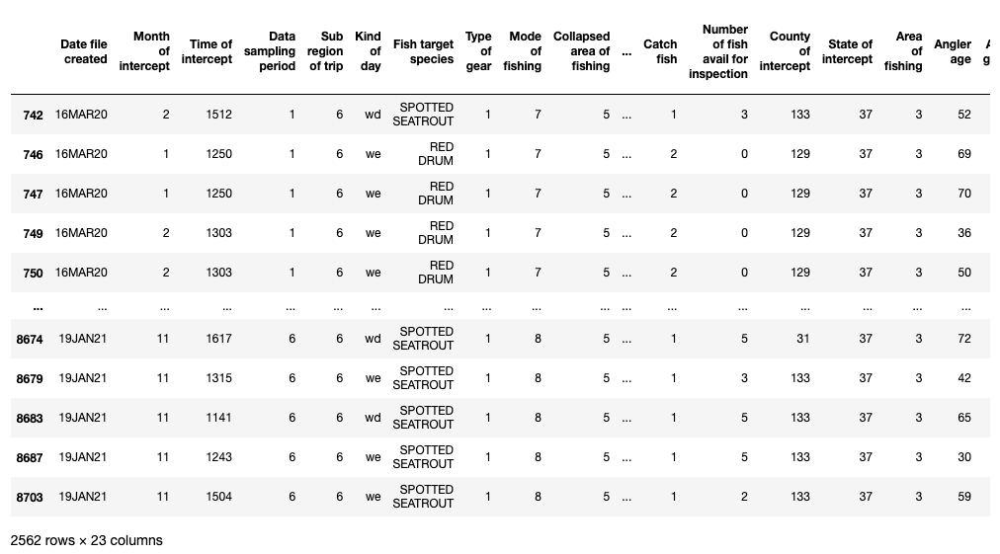 Date file created Month of intercept Time of intercept Data sampling period Sub region of trip Kind of day Fish target species Type of gear Mode of fishing Collapsed area of fishing ... Catch fish Number of fish avail for inspection County of intercept State of intercept Area of fishing Angler age
742 16MAR20 2 1512 1 6 wd SPOTTED SEATROUT 1 7 5 ... 1 3 133 37 3 52
746 16MAR20 1 1250 1 6 we RED DRUM 1 7 5 ... 2 0 129 37 3 69
747 16MAR20 1 1250 1 6 we RED DRUM 1 7 5 ... 2 0 129 37 3 70
749 16MAR20 2 1303 1 6 we RED DRUM 1 7 5 ... 2 0 129 37 3 36
750 16MAR20 2 1303 1 6 we RED DRUM 1 7 5 ... 2 0 129 37 3 50
... ... ... ... ... ... ... ... ... ... ... ... ... ... ... ... ... ...
8674 19JAN21 11 1617 6 6 wd SPOTTED SEATROUT 1 8 5 ... 1 5 31 37 3 72
8679 19JAN21 11 1315 6 6 we SPOTTED SEATROUT 1 8 5 ... 1 3 133 37 3 42
8683 19JAN21 11 1141 6 6 wd SPOTTED SEATROUT 1 8 5 ... 1 5 133 37 3 65
8687 19JAN21 11 1243 6 6 we SPOTTED SEATROUT 1 8 5 ... 1 5 133 37 3 30
8703 19JAN21 11 1504 6 6 we SPOTTED SEATROUT 1 8 5 ... 1 2 133 37 3 59
2562 rows × 23 columns